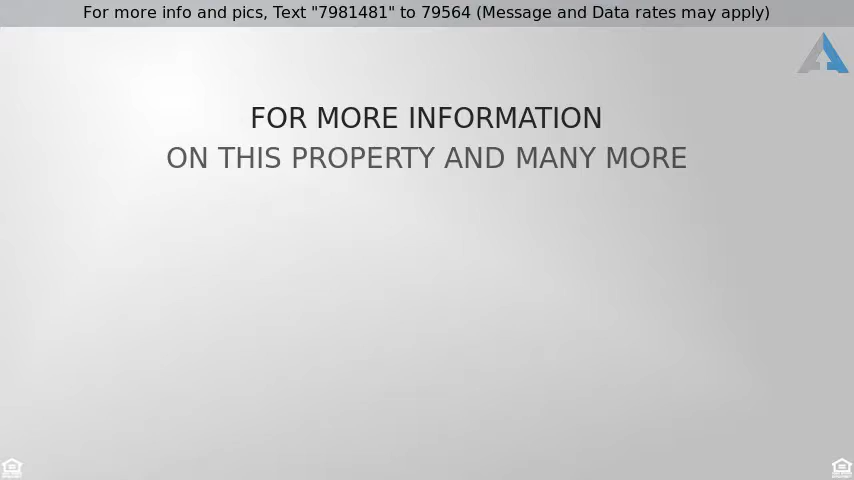 For more info and pics, Text "7981481" to 79564 (Message and Data rates may apply)
FOR MORE INFORMATION
ON THIS PROPERTY AND MANY MORE